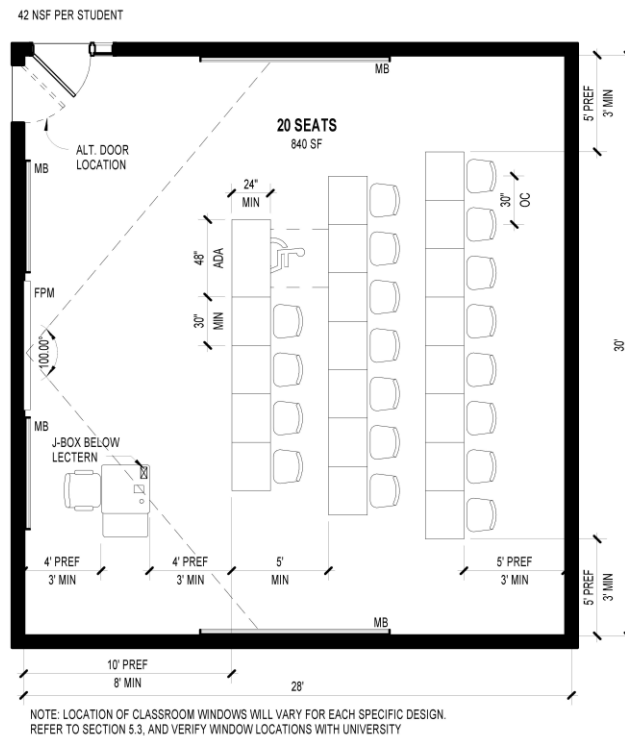 42 NSF PER STUDENT
MB
5' PREF
3' MIN
20 SEATS
840 SF
ALT. DOOR
LOCATION
MB
24"
MIN
30"
OC
48"
ADA
FPM
30"
MIN
100.00°
30'
MB
J-BOX BELOW
LECTERN
4' PREF
3' MIN
4' PREF
3' MIN
5'
MIN
5' PREF
3' MIN
5' PREF
3' MIN
MB
10' PREF
8' MIN
28'
NOTE: LOCATION OF CLASSROOM WINDOWS WILL VARY FOR EACH SPECIFIC DESIGN.
REFER TO SECTION 5.3, AND VERIFY WINDOW LOCATIONS WITH UNIVERSITY